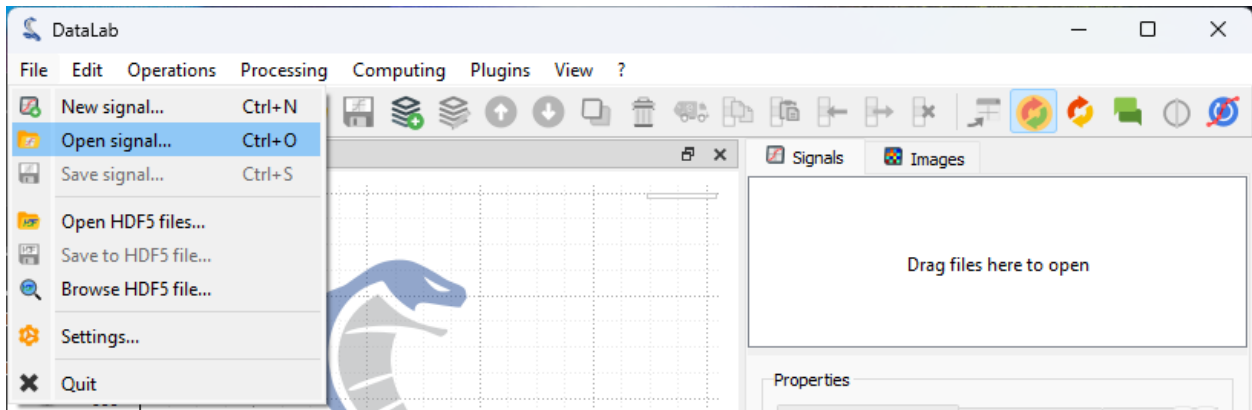 DataLab
File Edit Operations Processing Computing Plugins View ?
New signal... Ctrl+N
Open signal... Ctrl+O
Save signal... Ctrl+S
Open HDF5 files...
Save to HDF5 file...
Browse HDF5 file...
Settings...
Quit
Signals Images
Drag files here to open
Properties